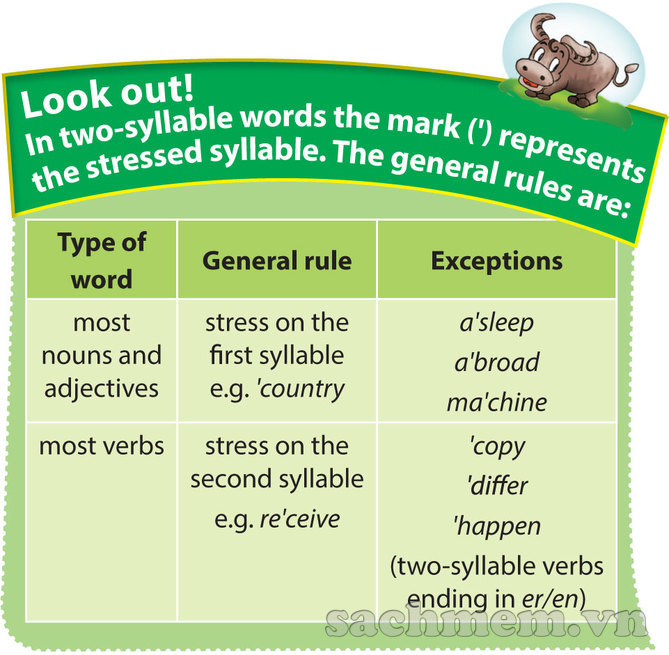 Look out!
In two-syllable words the mark (') represents
the stressed syllable. The general rules are:
Type of
word
General rule
Exceptions
most
nouns and
adjectives
stress on the
first syllable
e.g. 'country
a'sleep
a'broad
ma'chine
most verbs
stress on the
second syllable
e.g. re'ceive
'copy
'differ
'happen
(two-syllable verbs
ending in er/en)
sachmem.vn